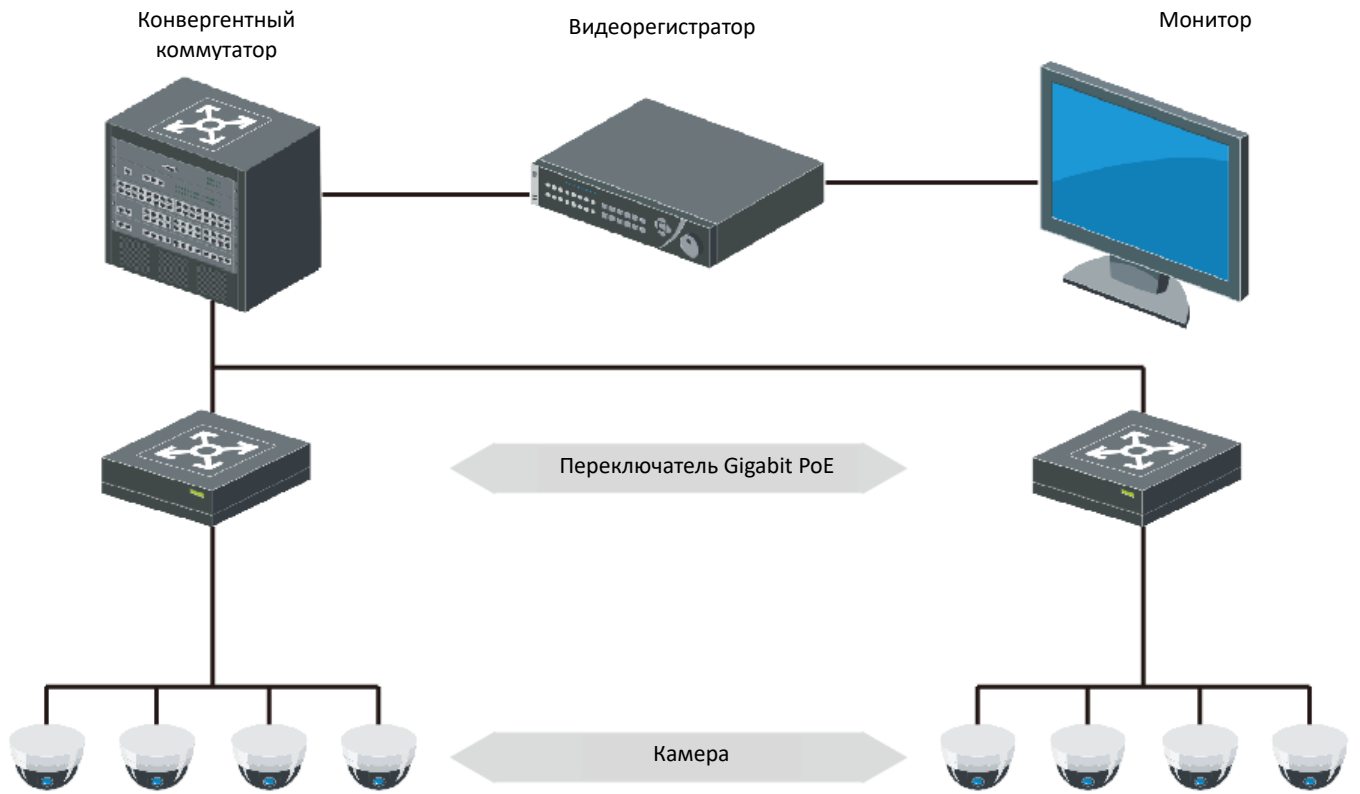 Конвергентный
коммутатор
Видеорегистратор
Монитор
Переключатель Gigabit PoE
Камера